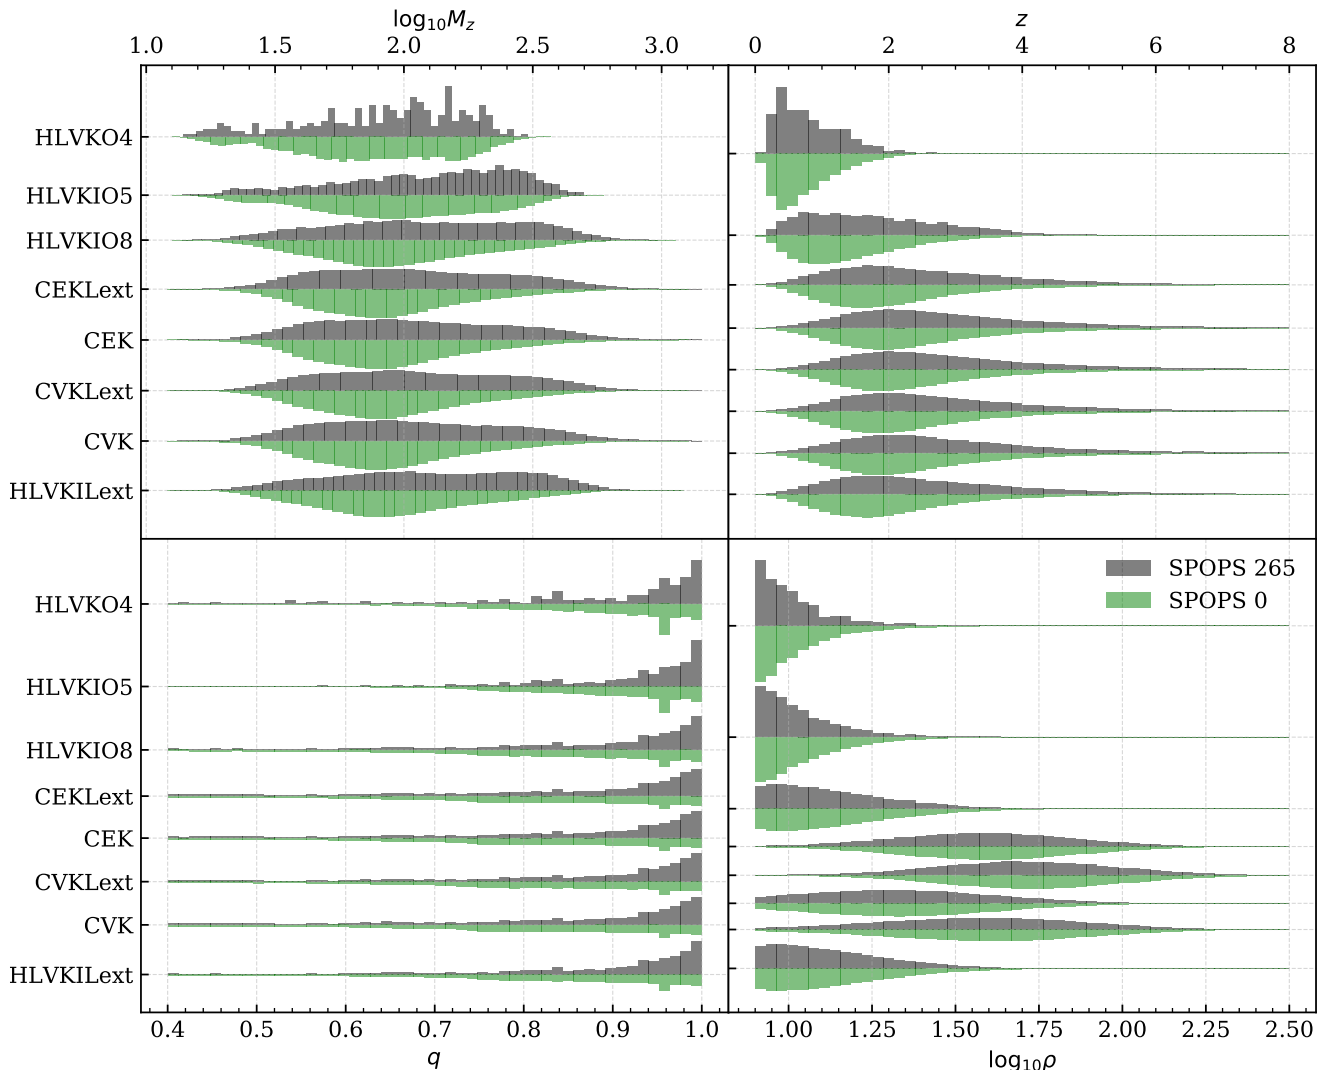 log₁₀M_z
z
1.0 1.5 2.0 2.5 3.0
0 2 4 6 8
HLVKO4
HLVKIO5
HLVKIO8
CEKLext
CEK
CVKLext
CVK
HLVKILext
SPOPS 265
SPOPS 0
HLVKO4
HLVKIO5
HLVKIO8
CEKLext
CEK
CVKLext
CVK
HLVKILext
0.4 0.5 0.6 0.7 0.8 0.9 1.0
1.00 1.25 1.50 1.75 2.00 2.25 2.50
q
log₁₀ρ